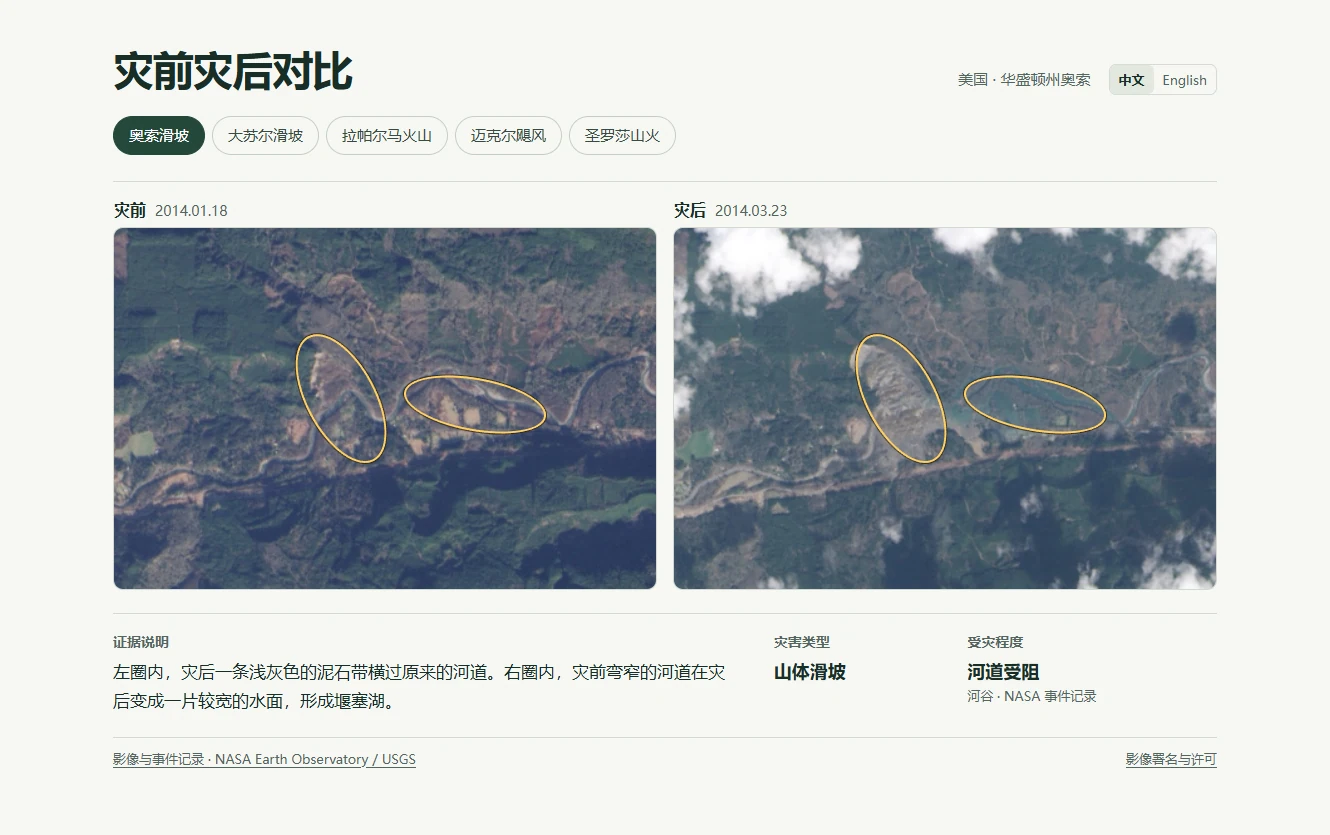 灾前灾后对比
美国 · 华盛顿州奥索
中文 English
奥索滑坡 大苏尔滑坡 拉帕尔马火山 迈克尔飓风 圣罗莎山火
灾前 2014.01.18
灾后 2014.03.23
证据说明
左圈内，灾后一条浅灰色的泥石带横过原来的河道。右圈内，灾前弯窄的河道在灾
后变成一片较宽的水面，形成堰塞湖。
灾害类型
山体滑坡
受灾程度
河道受阻
河谷 · NASA 事件记录
影像与事件记录 · NASA Earth Observatory / USGS
影像署名与许可